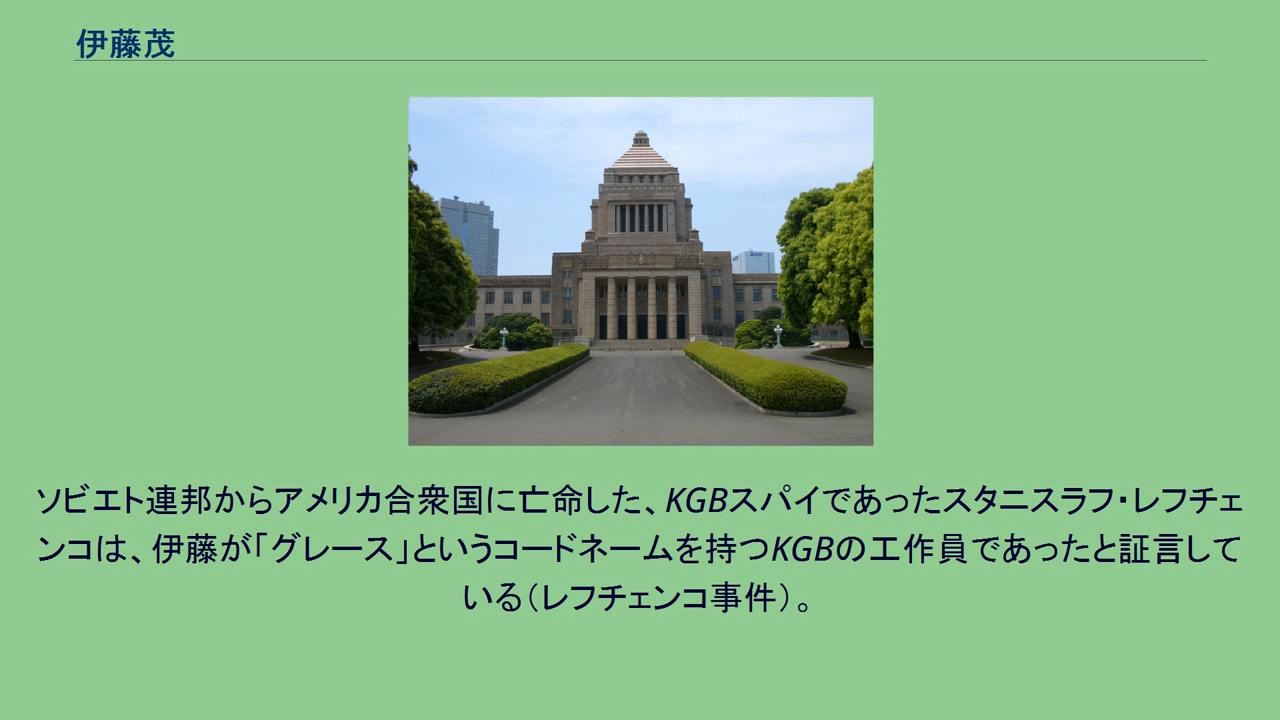 伊藤茂
ソビエト連邦からアメリカ合衆国に亡命した、KGBスパイであったスタニスラフ・レフチェ
ンコは、伊藤が「グレース」というコードネームを持つKGBの工作員であったと証言して
いる（レフチェンコ事件）。